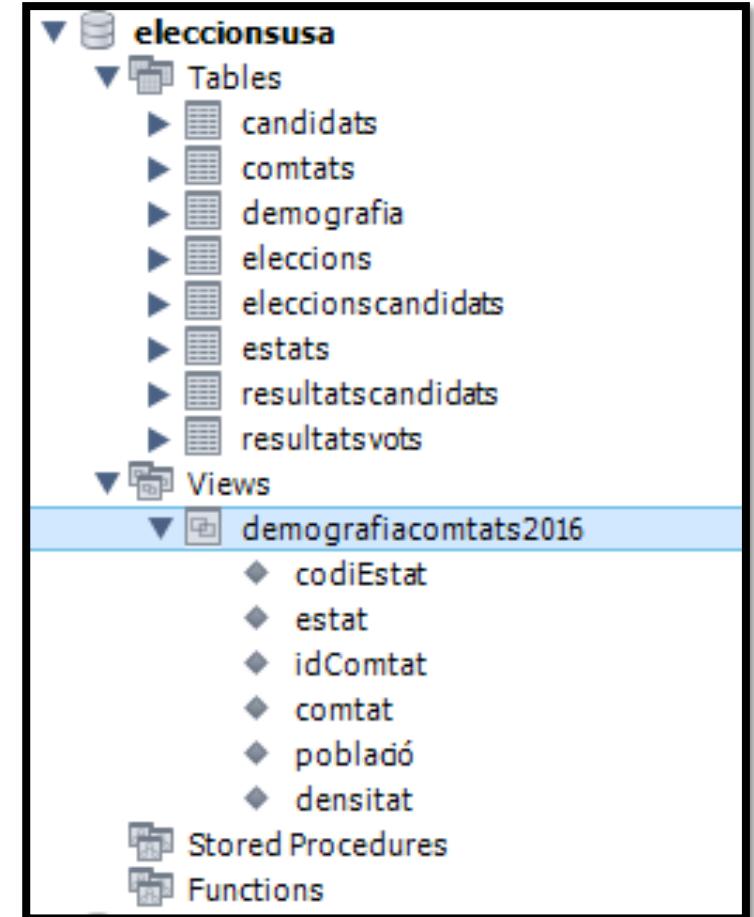 eleccionsusa
Tables
candidats
comtats
demografia
eleccions
eleccionscandidats
estats
resultatscandidats
resultatsvots
Views
demografiacomtats2016
codiEstat
estat
idComtat
comtat
població
densitat
Stored Procedures
Functions